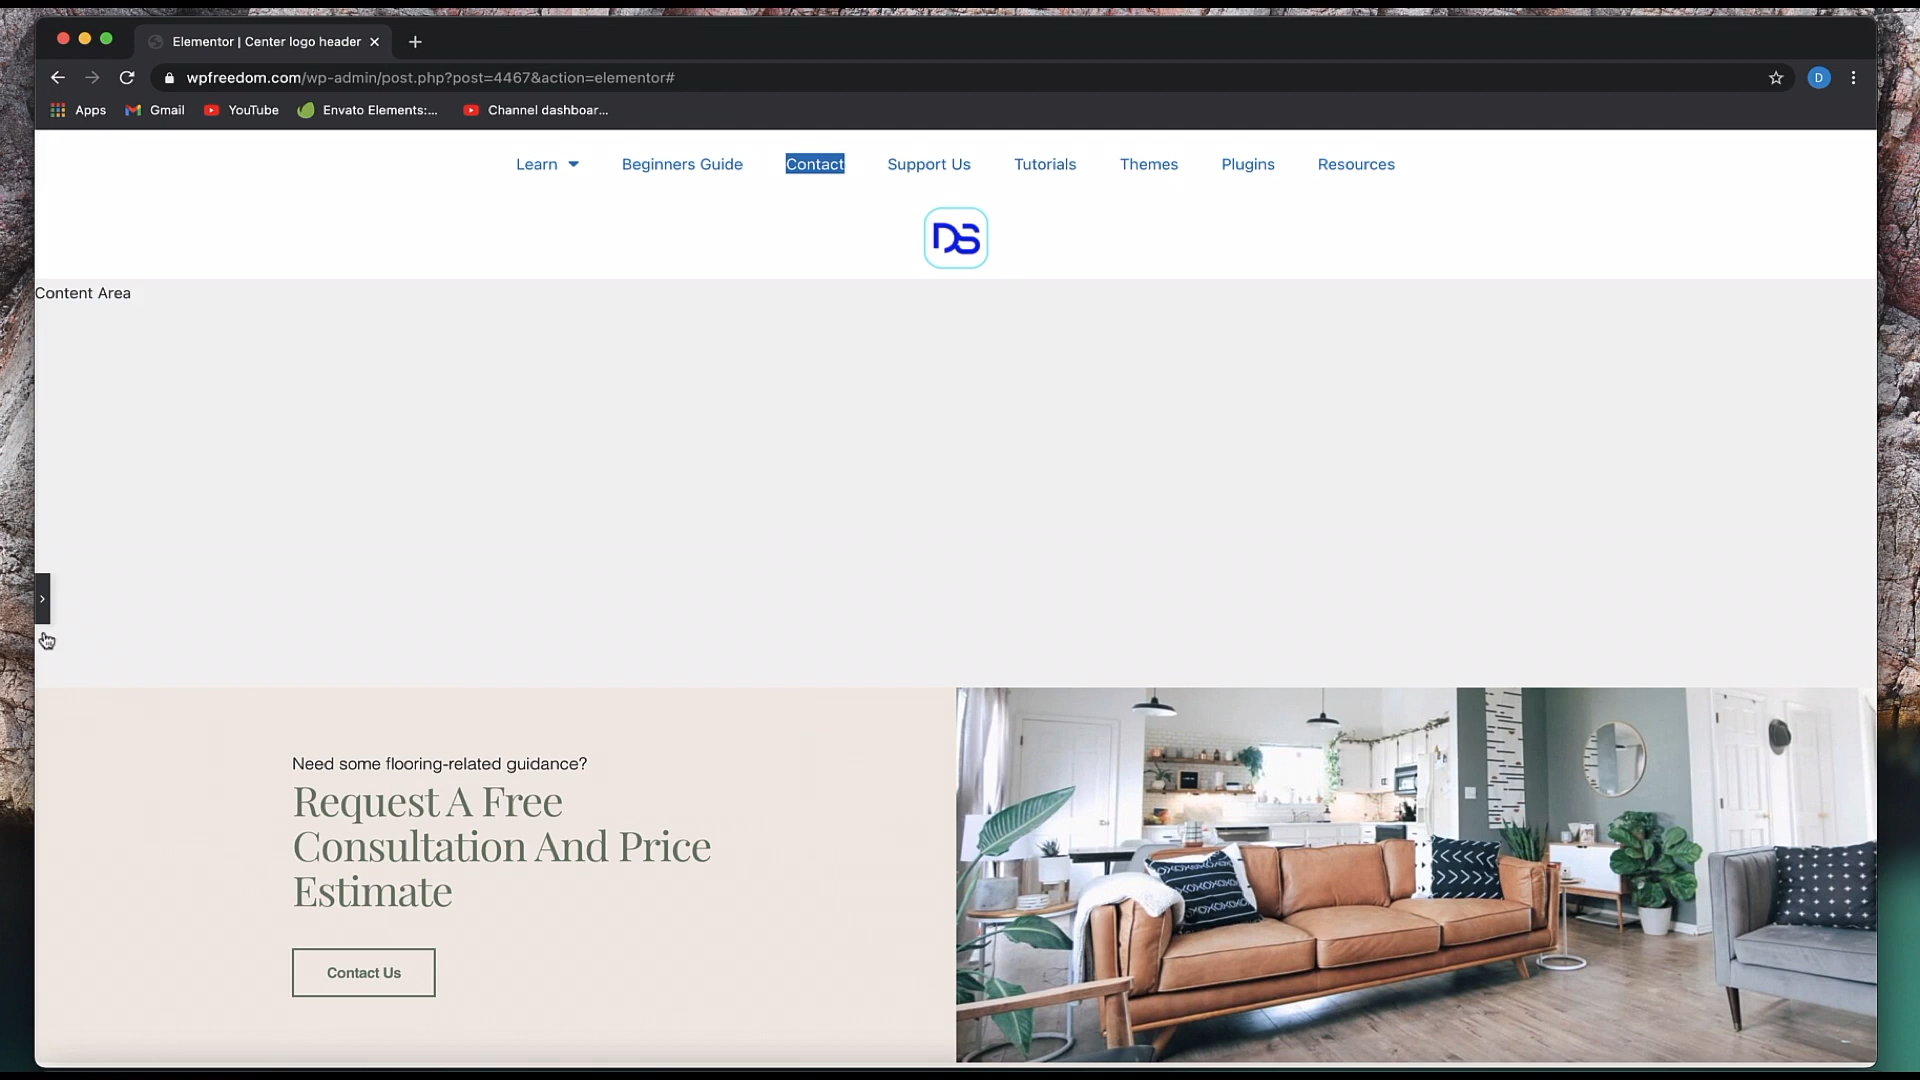 Elementor | Center logo header
wpfreedom.com/wp-admin/post.php?post=4467&action=elementor#
D
Apps Gmail YouTube Envato Elements:... Channel dashboar...
Learn Beginners Guide Contact Support Us Tutorials Themes Plugins Resources
DS
Content Area
Need some flooring-related guidance?
Request A Free
Consultation And Price
Estimate
Contact Us